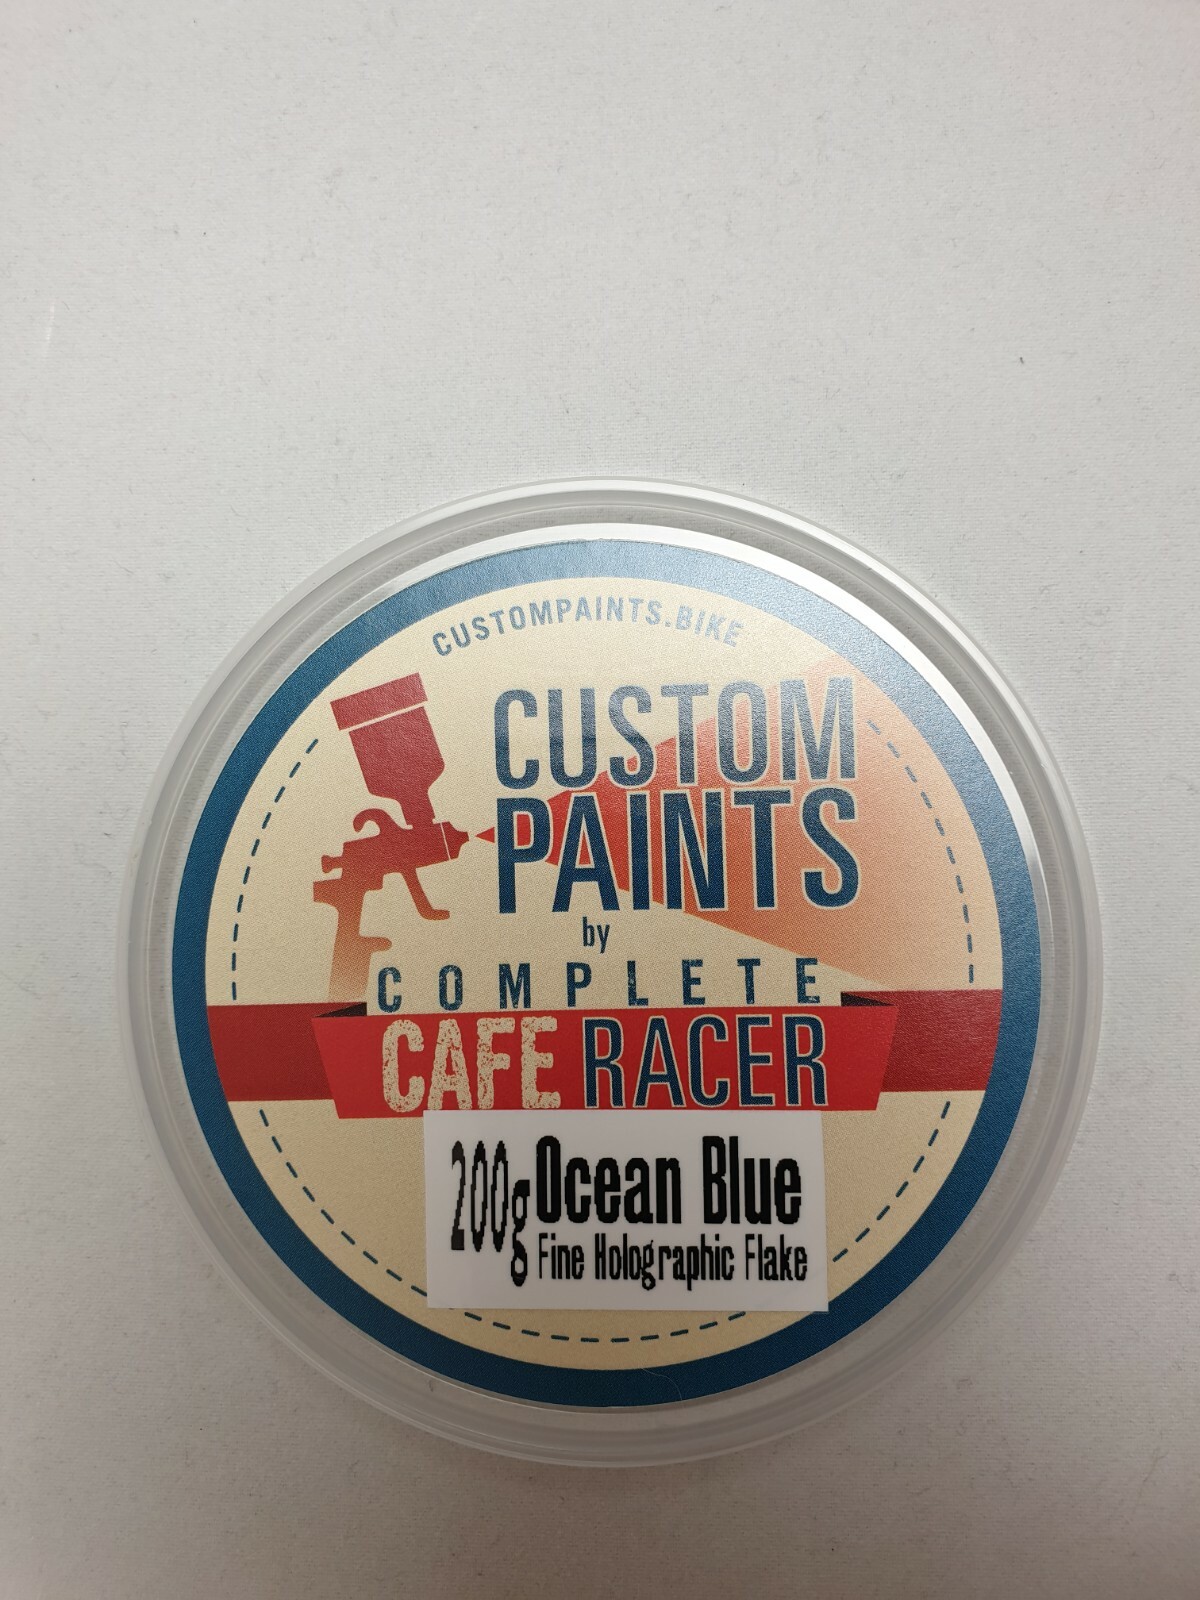 CUSTOMPAINTS.BIKE
CUSTOM
PAINTS
by
COMPLETE
CAFE RACER
200g Ocean Blue
Fine Holographic Flake